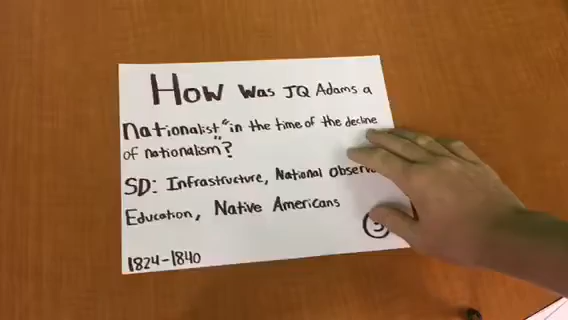 How Was JQ Adams a
nationalist "in the time of the decline
of nationalism"?
SD: Infrastructure, National
Education, Native Americans
1824-1840